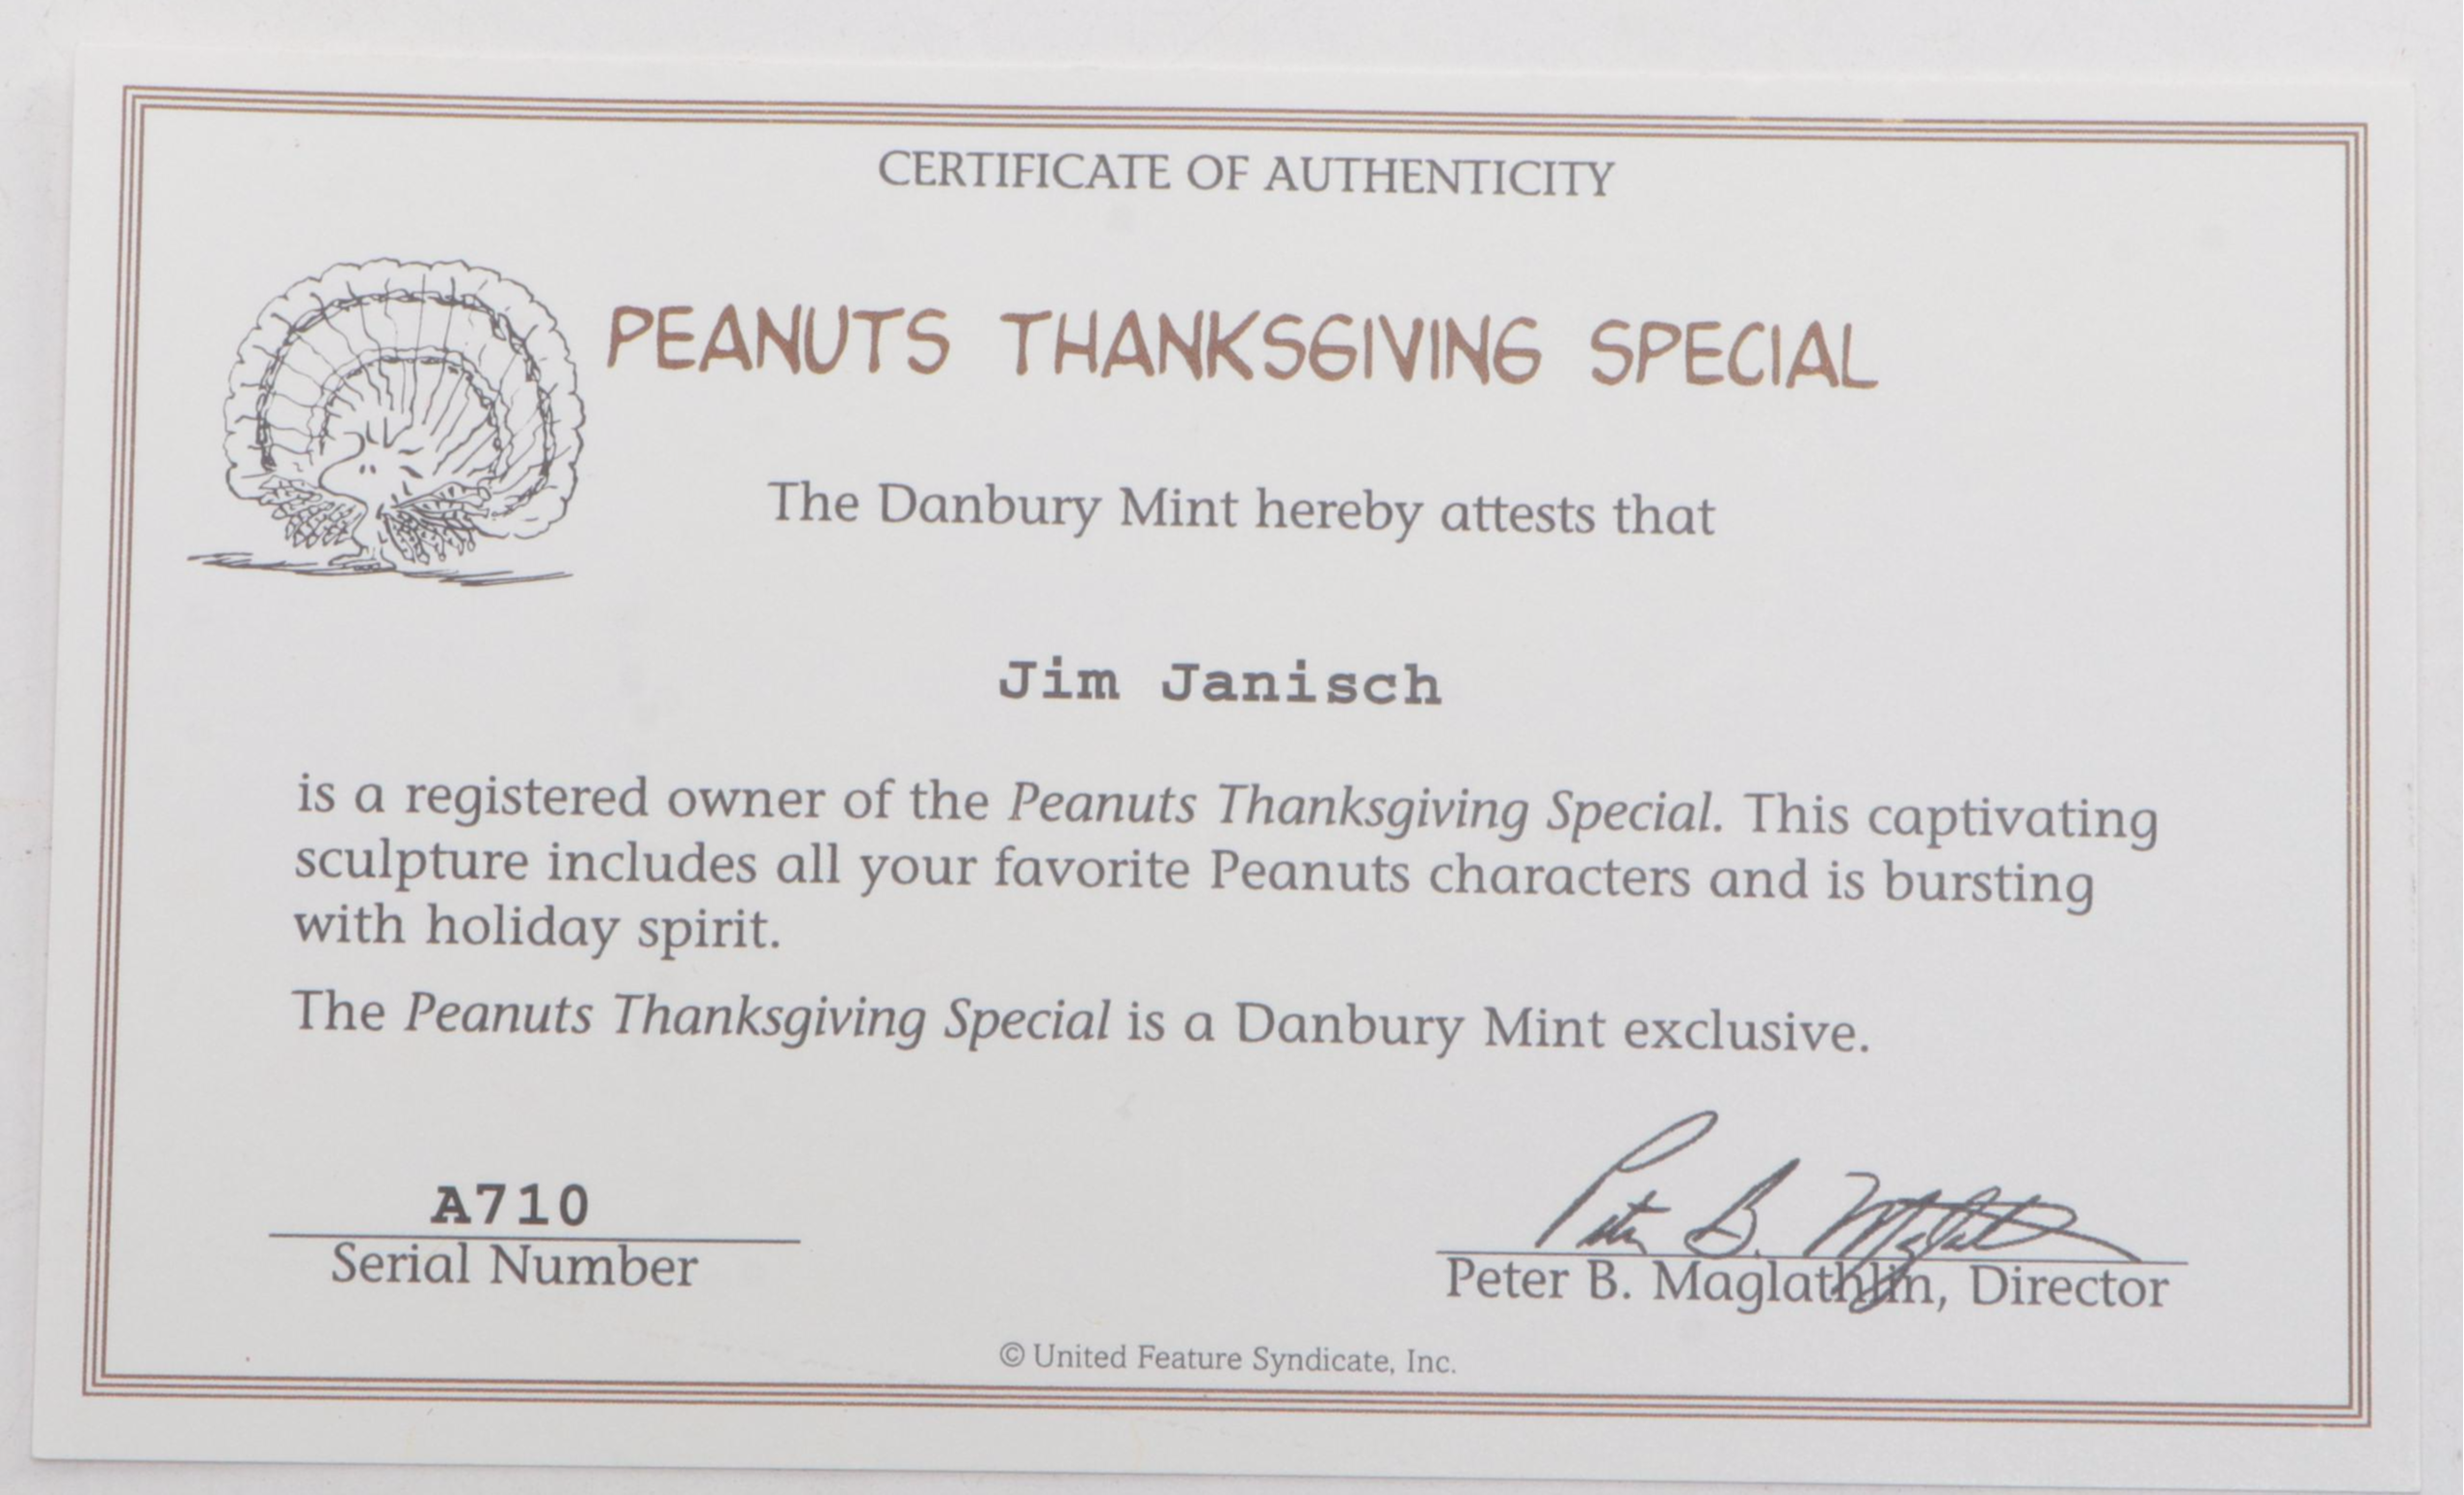 CERTIFICATE OF AUTHENTICITY
PEANUTS THANKSGIVING SPECIAL
The Danbury Mint hereby attests that
Jim Janisch
is a registered owner of the Peanuts Thanksgiving Special. This captivating
sculpture includes all your favorite Peanuts characters and is bursting
with holiday spirit.
The Peanuts Thanksgiving Special is a Danbury Mint exclusive.
A710
Serial Number
Peter B. Maglathlin
Peter B. Maglathlin, Director
© United Feature Syndicate, Inc.